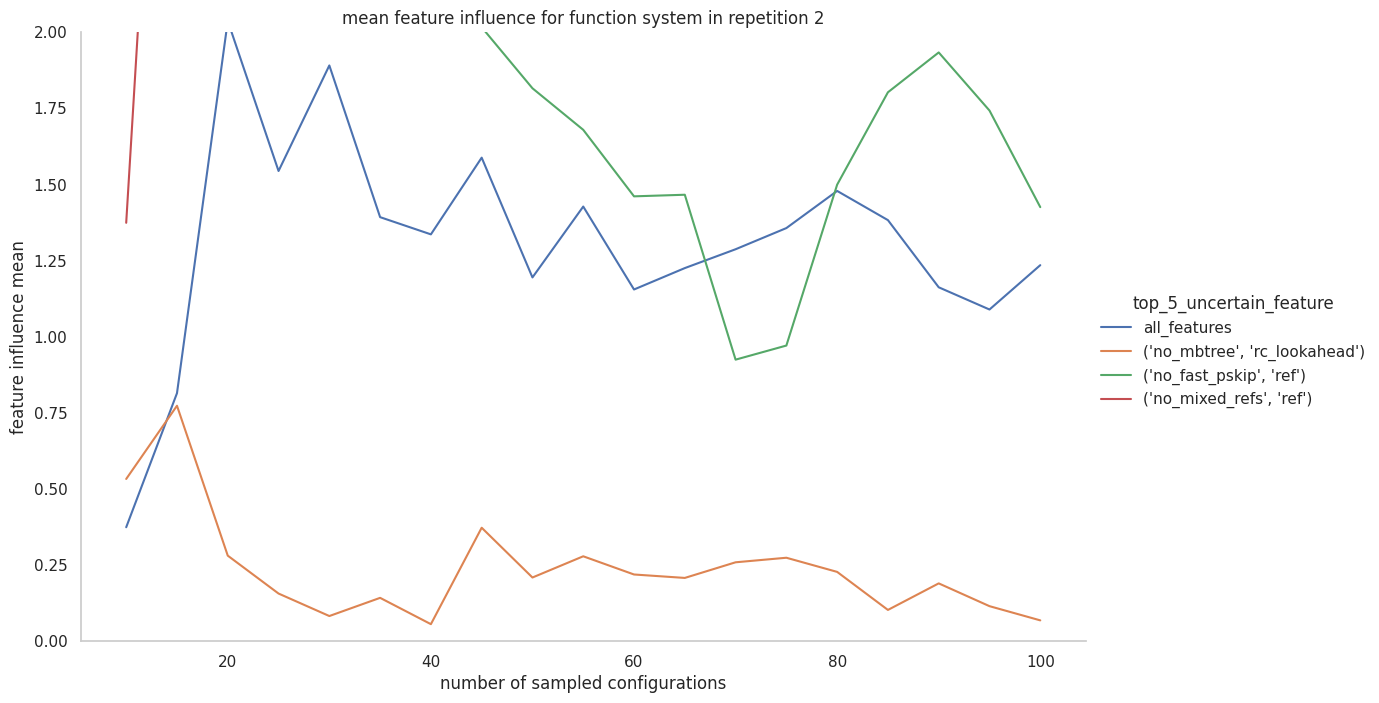 mean feature influence for function system in repetition 2
2.00
1.75
1.50
1.25
1.00
0.75
0.50
0.25
0.00
feature influence mean
20 40 60 80 100
number of sampled configurations
top_5_uncertain_feature
all_features
('no_mbtree', 'rc_lookahead')
('no_fast_pskip', 'ref')
('no_mixed_refs', 'ref')